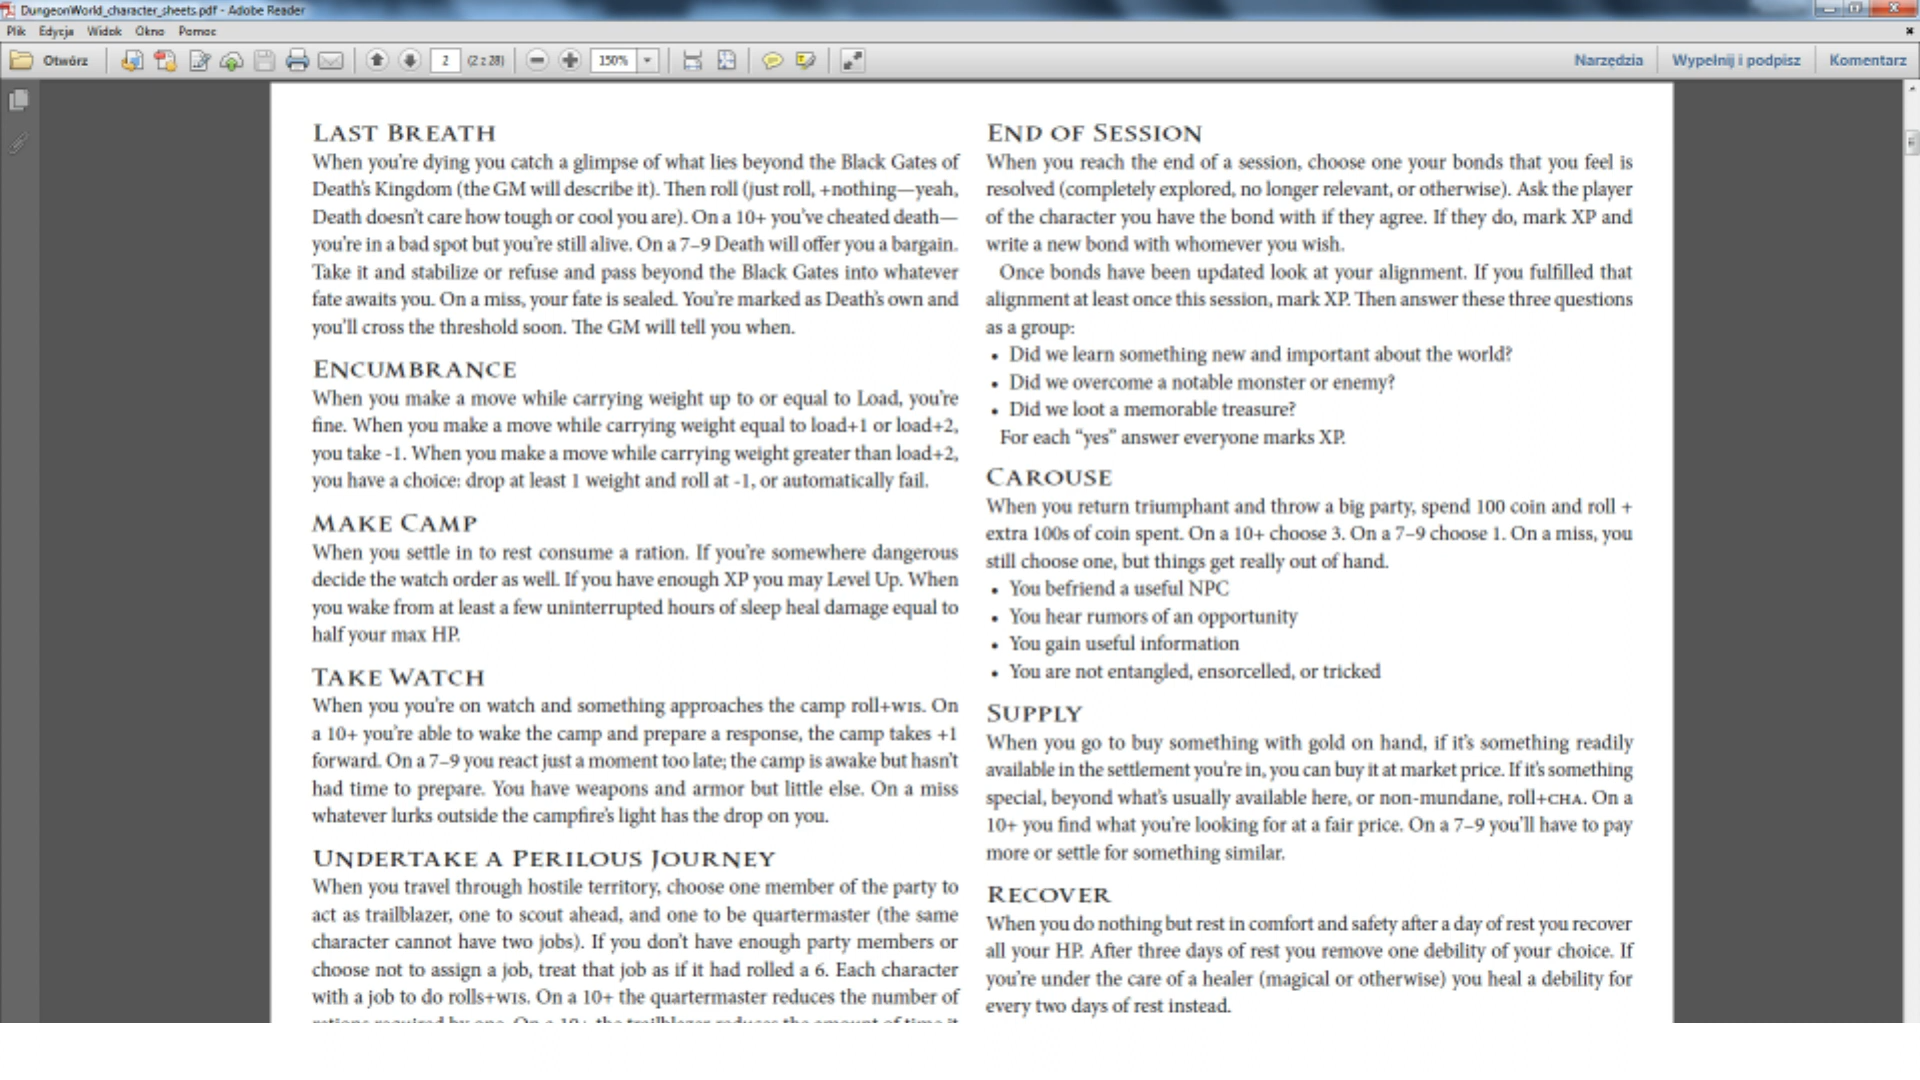 DungeonWorld_character_sheets.pdf - Adobe Reader
Plik Edycja Widok Okno Pomoc
Otwórz 2 (2 z 28) 150% Narzędzia Wypełnij i podpisz Komentarz
LAST BREATH
When you're dying you catch a glimpse of what lies beyond the Black Gates of
Death's Kingdom (the GM will describe it). Then roll (just roll, +nothing—yeah,
Death doesn't care how tough or cool you are). On a 10+ you've cheated death—
you're in a bad spot but you're still alive. On a 7–9 Death will offer you a bargain.
Take it and stabilize or refuse and pass beyond the Black Gates into whatever
fate awaits you. On a miss, your fate is sealed. You're marked as Death's own and
you'll cross the threshold soon. The GM will tell you when.
ENCUMBRANCE
When you make a move while carrying weight up to or equal to Load, you're
fine. When you make a move while carrying weight equal to load+1 or load+2,
you take -1. When you make a move while carrying weight greater than load+2,
you have a choice: drop at least 1 weight and roll at -1, or automatically fail.
MAKE CAMP
When you settle in to rest consume a ration. If you're somewhere dangerous
decide the watch order as well. If you have enough XP you may Level Up. When
you wake from at least a few uninterrupted hours of sleep heal damage equal to
half your max HP.
TAKE WATCH
When you you're on watch and something approaches the camp roll+WIS. On
a 10+ you're able to wake the camp and prepare a response, the camp takes +1
forward. On a 7–9 you react just a moment too late; the camp is awake but hasn't
had time to prepare. You have weapons and armor but little else. On a miss
whatever lurks outside the campfire's light has the drop on you.
UNDERTAKE A PERILOUS JOURNEY
When you travel through hostile territory, choose one member of the party to
act as trailblazer, one to scout ahead, and one to be quartermaster (the same
character cannot have two jobs). If you don't have enough party members or
choose not to assign a job, treat that job as if it had rolled a 6. Each character
with a job to do rolls+WIS. On a 10+ the quartermaster reduces the number of
rations required by one. On a 10+ the trailblazer reduces the amount of time it
END OF SESSION
When you reach the end of a session, choose one your bonds that you feel is
resolved (completely explored, no longer relevant, or otherwise). Ask the player
of the character you have the bond with if they agree. If they do, mark XP and
write a new bond with whomever you wish.
Once bonds have been updated look at your alignment. If you fulfilled that
alignment at least once this session, mark XP. Then answer these three questions
as a group:
• Did we learn something new and important about the world?
• Did we overcome a notable monster or enemy?
• Did we loot a memorable treasure?
For each “yes” answer everyone marks XP.
CAROUSE
When you return triumphant and throw a big party, spend 100 coin and roll +
extra 100s of coin spent. On a 10+ choose 3. On a 7–9 choose 1. On a miss, you
still choose one, but things get really out of hand.
• You befriend a useful NPC
• You hear rumors of an opportunity
• You gain useful information
• You are not entangled, ensorcelled, or tricked
SUPPLY
When you go to buy something with gold on hand, if it's something readily
available in the settlement you're in, you can buy it at market price. If it's something
special, beyond what's usually available here, or non-mundane, roll+CHA. On a
10+ you find what you're looking for at a fair price. On a 7–9 you'll have to pay
more or settle for something similar.
RECOVER
When you do nothing but rest in comfort and safety after a day of rest you recover
all your HP. After three days of rest you remove one debility of your choice. If
you're under the care of a healer (magical or otherwise) you heal a debility for
every two days of rest instead.